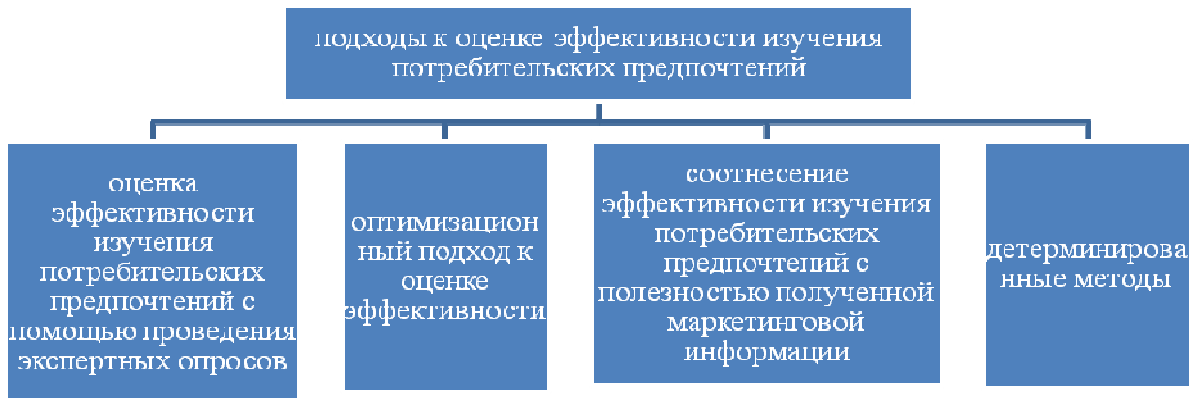 подходы к оценке эффективности изучения
потребительских предпочтений
оценка
эффективности
изучения
потребительских
предпочтений с
помощью проведения
экспертных опросов
оптимизацион
ный подход к
оценке
эффективности
соотнесение
эффективности изучения
потребительских
предпочтений с
полезностью полученной
маркетинговой
информации
детерминирова
нные методы